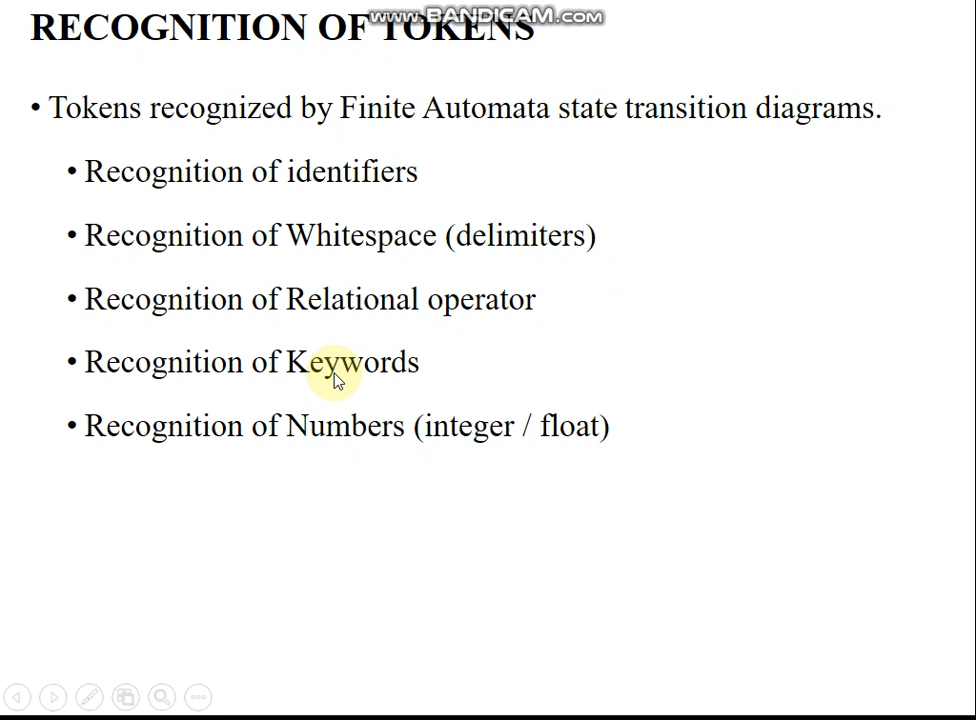 www.BANDICAM.com
RECOGNITION OF TOKENS
• Tokens recognized by Finite Automata state transition diagrams.
• Recognition of identifiers
• Recognition of Whitespace (delimiters)
• Recognition of Relational operator
• Recognition of Keywords
• Recognition of Numbers (integer / float)